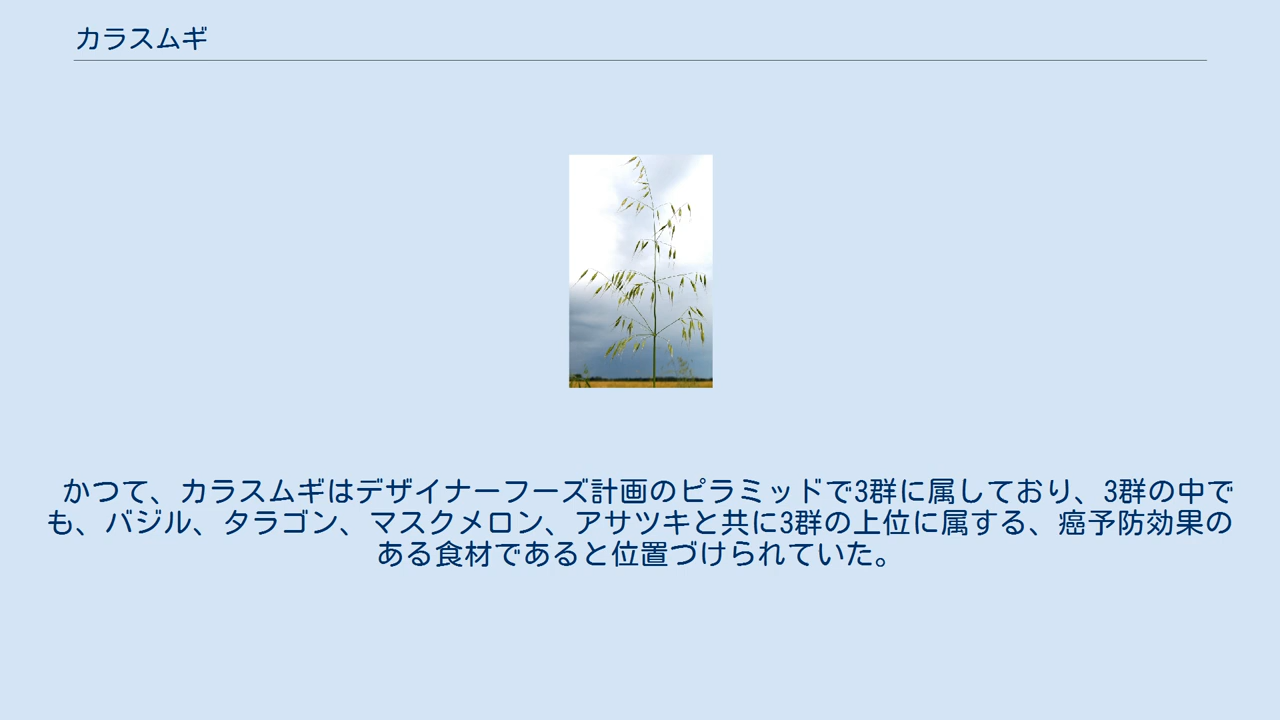 カラスムギ
かつて、カラスムギはデザイナーフーズ計画のピラミッドで3群に属しており、3群の中で
も、バジル、タラゴン、マスクメロン、アサツキと共に3群の上位に属する、癌予防効果の
ある食材であると位置づけられていた。